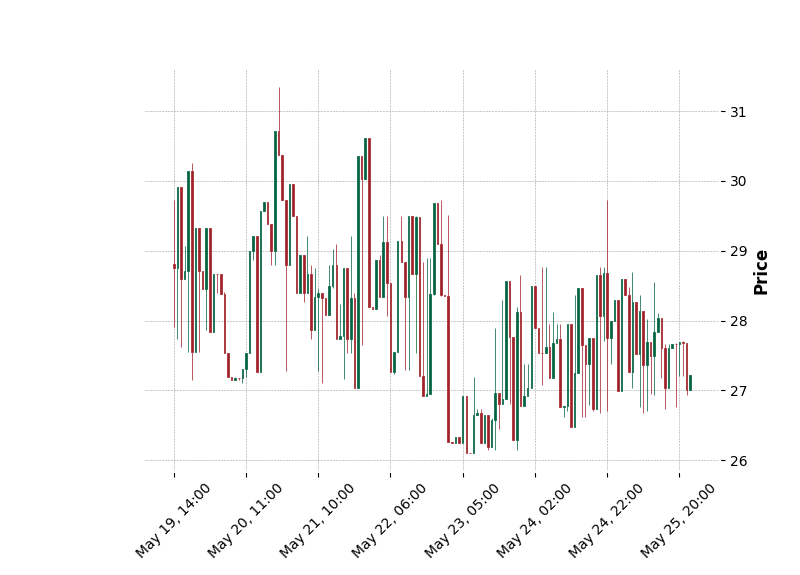 31
30
29
28
27
26
Price
May 19, 14:00
May 20, 11:00
May 21, 10:00
May 22, 06:00
May 23, 05:00
May 24, 02:00
May 24, 22:00
May 25, 20:00